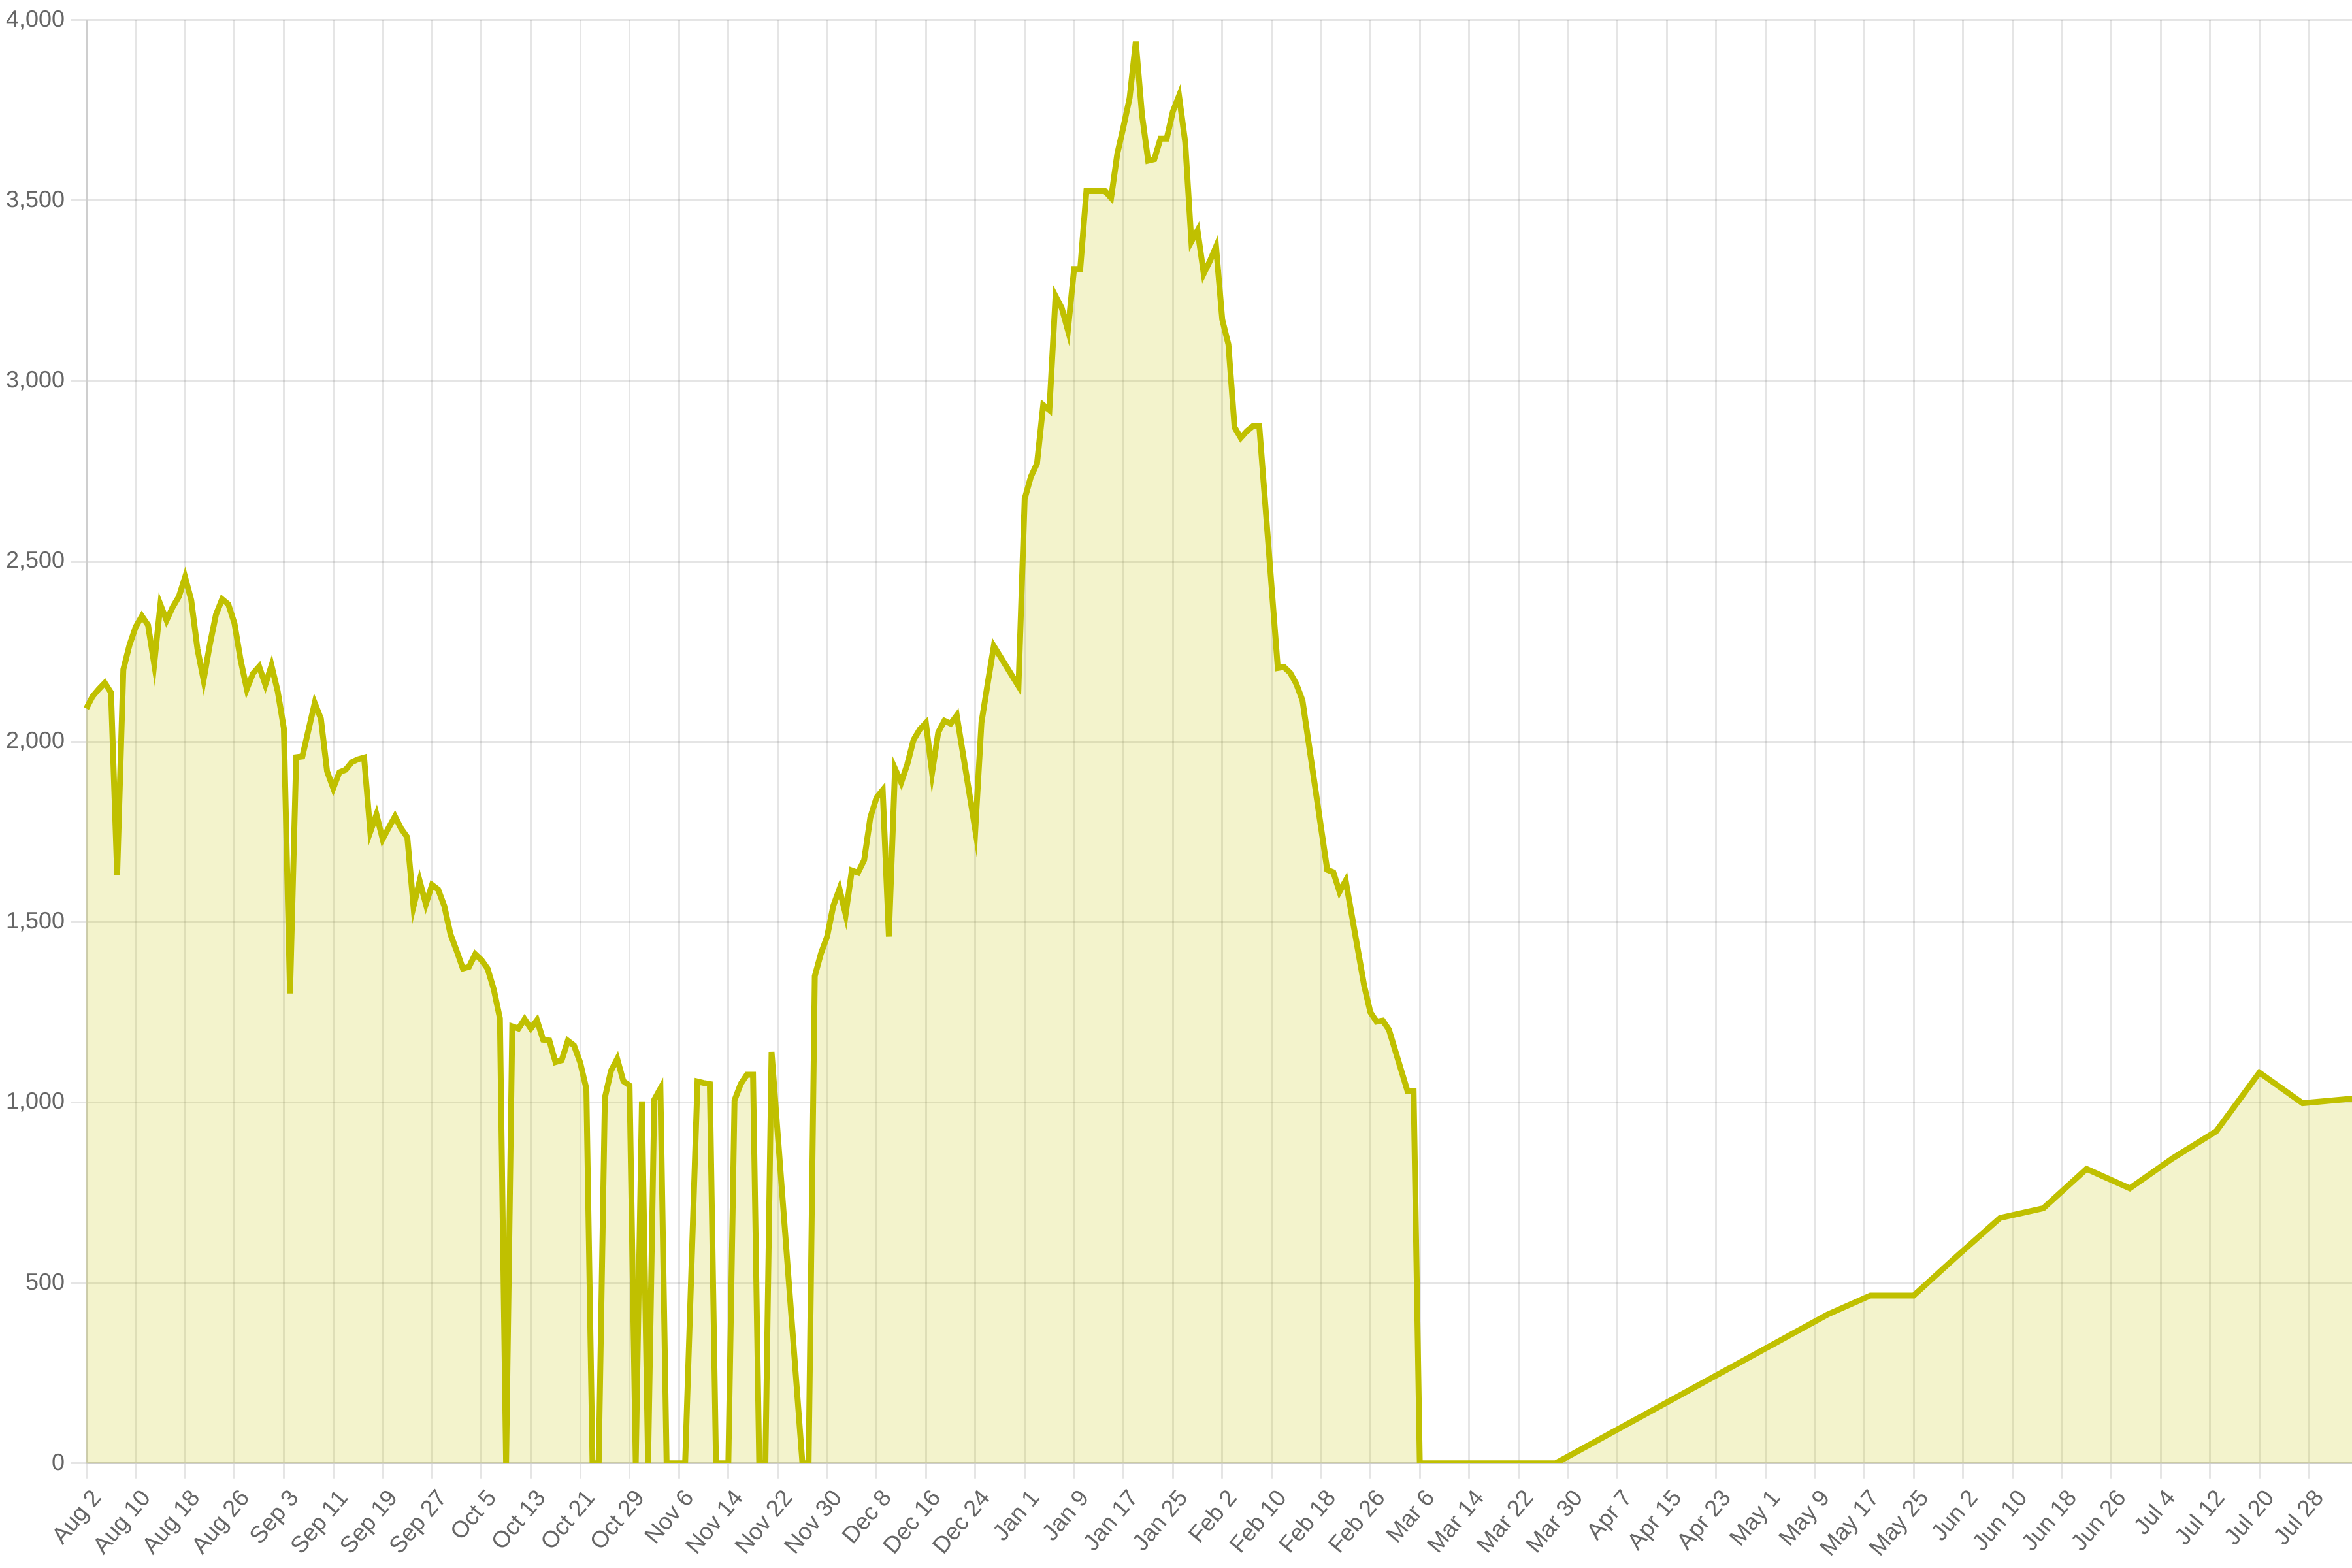 4,000
3,500
3,000
2,500
2,000
1,500
1,000
500
0
Aug 2
Aug 10
Aug 18
Aug 26
Sep 3
Sep 11
Sep 19
Sep 27
Oct 5
Oct 13
Oct 21
Oct 29
Nov 6
Nov 14
Nov 22
Nov 30
Dec 8
Dec 16
Dec 24
Jan 1
Jan 9
Jan 17
Jan 25
Feb 2
Feb 10
Feb 18
Feb 26
Mar 6
Mar 14
Mar 22
Mar 30
Apr 7
Apr 15
Apr 23
May 1
May 9
May 17
May 25
Jun 2
Jun 10
Jun 18
Jun 26
Jul 4
Jul 12
Jul 20
Jul 28